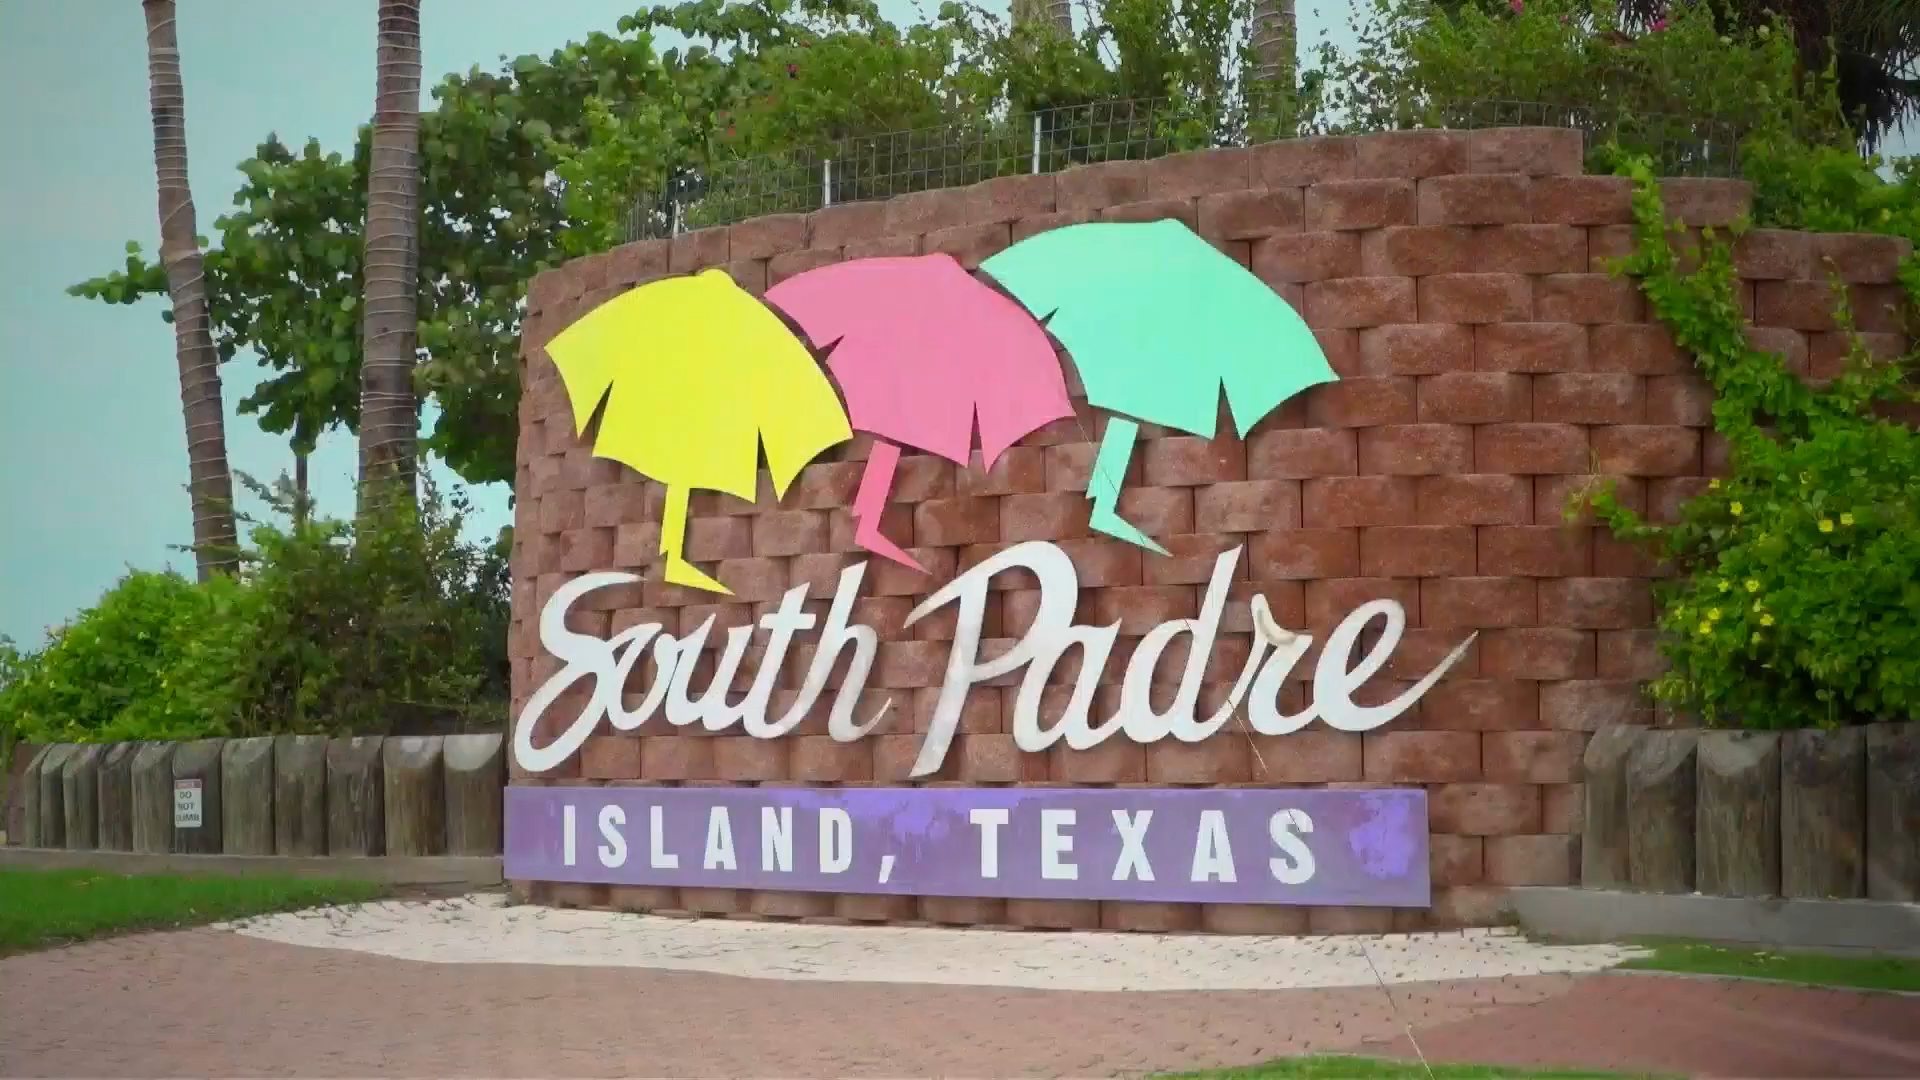 South Padre
ISLAND, TEXAS
DO
NOT
CLIMB